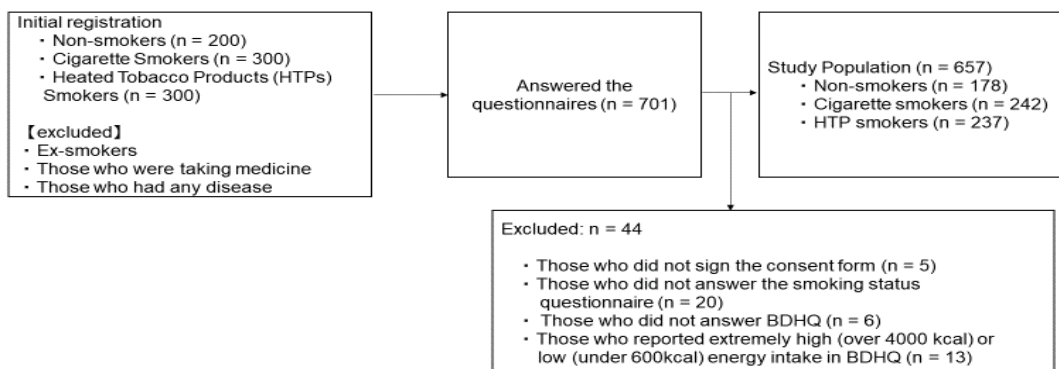 Initial registration
・Non-smokers (n = 200)
・Cigarette Smokers (n = 300)
・Heated Tobacco Products (HTPs)
Smokers (n = 300)
【excluded】
・Ex-smokers
・Those who were taking medicine
・Those who had any disease
Answered the
questionnaires (n = 701)
Study Population (n = 657)
・Non-smokers (n = 178)
・Cigarette smokers (n = 242)
・HTP smokers (n = 237)
Excluded: n = 44
・Those who did not sign the consent form (n = 5)
・Those who did not answer the smoking status
questionnaire (n = 20)
・Those who did not answer BDHQ (n = 6)
・Those who reported extremely high (over 4000 kcal) or
low (under 600kcal) energy intake in BDHQ (n = 13)